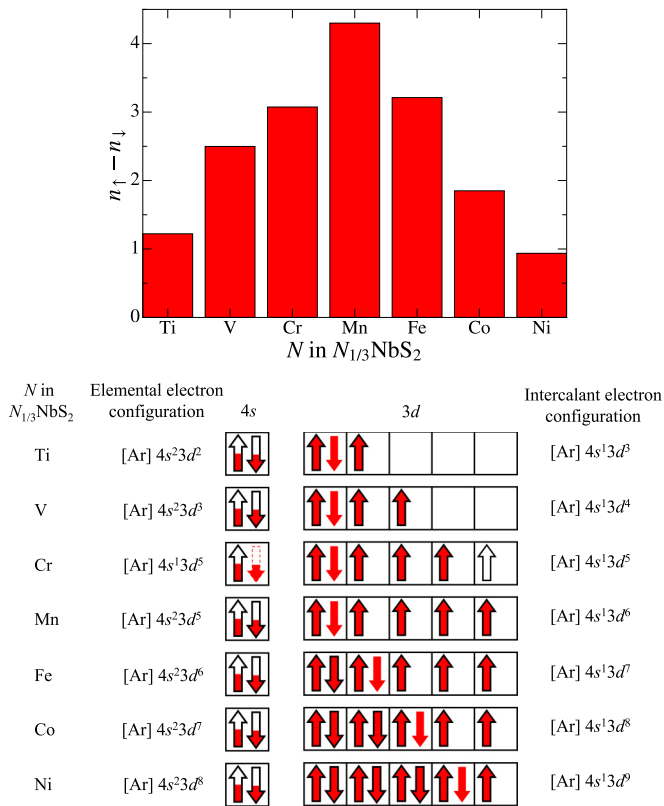 4
3
2
1
0
n↑ − n↓
Ti V Cr Mn Fe Co Ni
N in N1/3NbS2
N in N1/3NbS2 Elemental electron configuration 4s 3d Intercalant electron configuration
Ti [Ar] 4s²3d² [Ar] 4s¹3d³
V [Ar] 4s²3d³ [Ar] 4s¹3d⁴
Cr [Ar] 4s¹3d⁵ [Ar] 4s¹3d⁵
Mn [Ar] 4s²3d⁵ [Ar] 4s¹3d⁶
Fe [Ar] 4s²3d⁶ [Ar] 4s¹3d⁷
Co [Ar] 4s²3d⁷ [Ar] 4s¹3d⁸
Ni [Ar] 4s²3d⁸ [Ar] 4s¹3d⁹